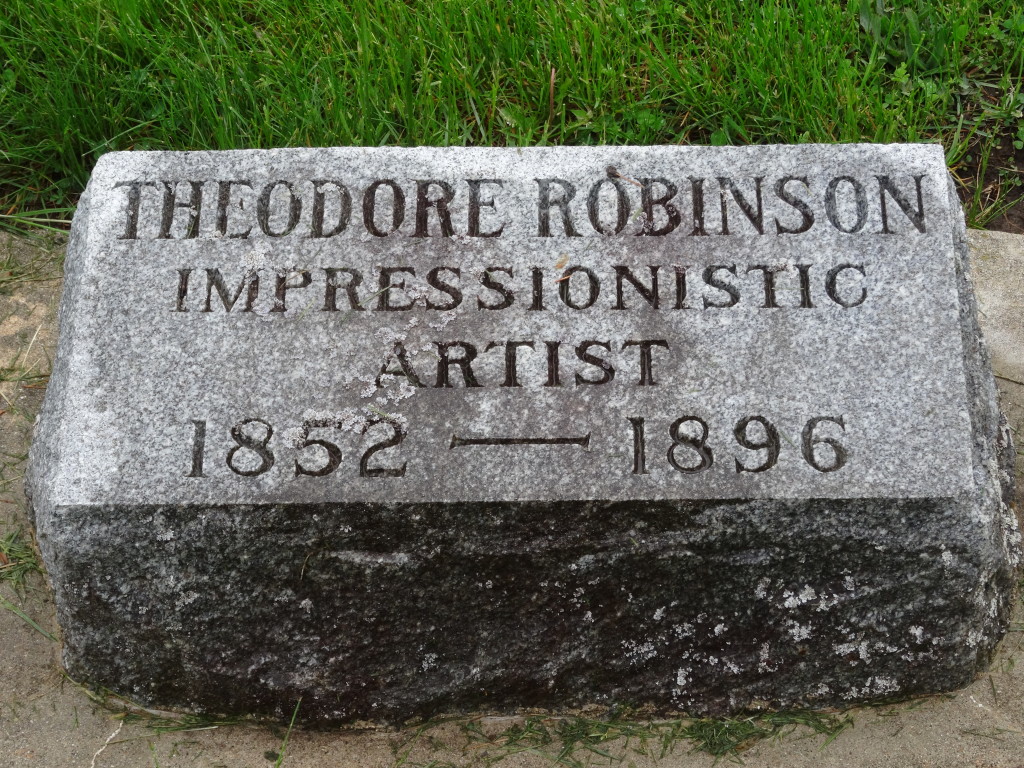 THEODORE ROBINSON
IMPRESSIONISTIC
ARTIST
1852 — 1896